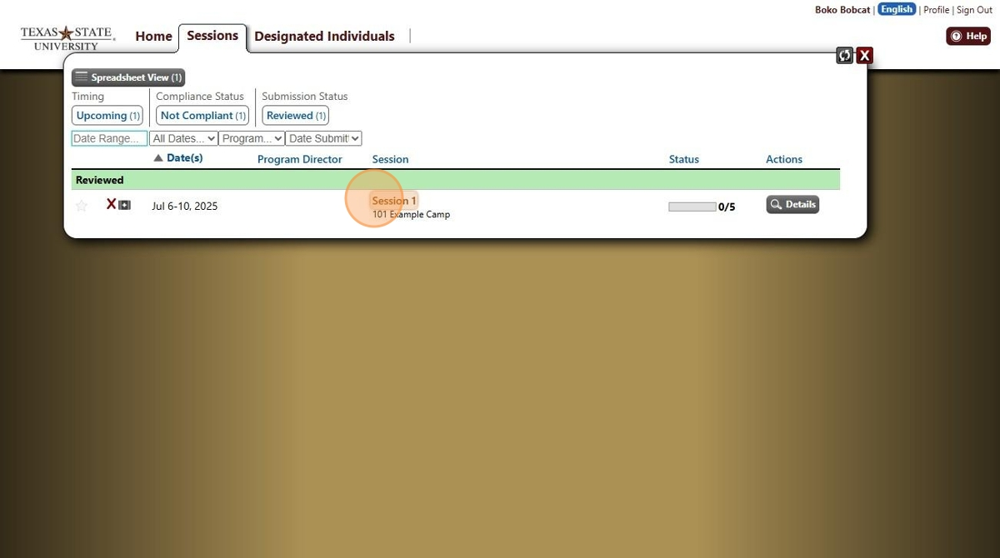 Boko Bobcat | English | Profile | Sign Out
TEXAS STATE
UNIVERSITY
Home Sessions Designated Individuals
Help
X
Spreadsheet View (1)
Timing Compliance Status Submission Status
Upcoming (1) Not Compliant (1) Reviewed (1)
Date Range... All Dates... Program... Date Submitt
Date(s) Program Director Session Status Actions
Reviewed
X Jul 6-10, 2025 Session 1 0/5 Details
101 Example Camp